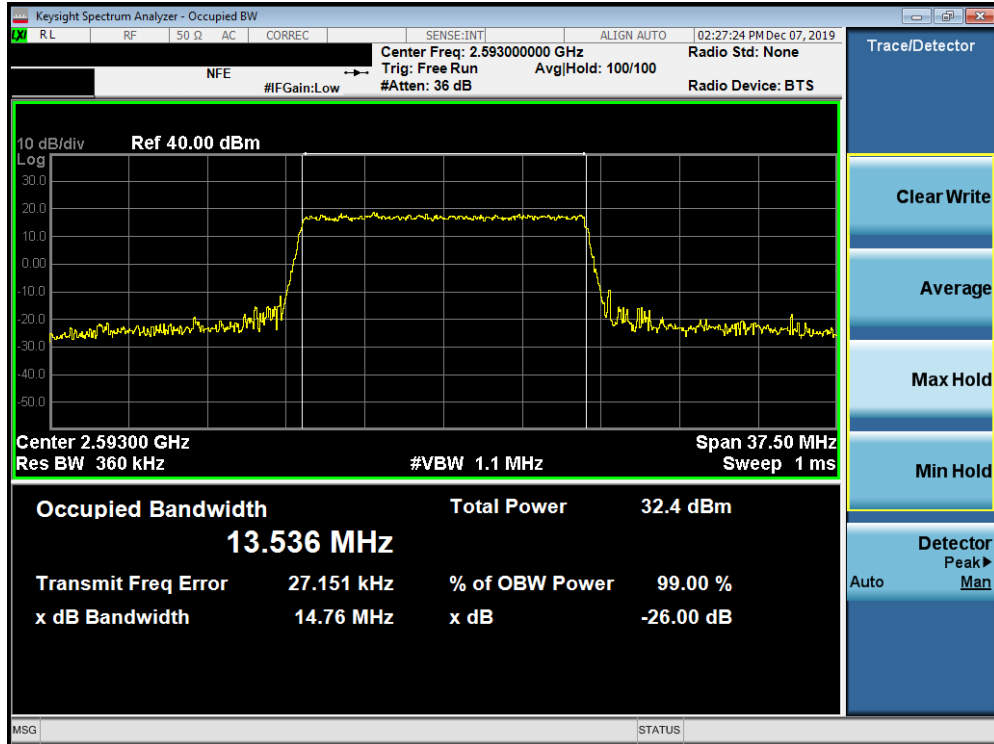 Keysight Spectrum Analyzer - Occupied BW
LXI RL RF 50 Ω AC CORREC SENSE:INT ALIGN AUTO 02:27:24 PM Dec 07, 2019
Center Freq: 2.593000000 GHz Radio Std: None
NFE Trig: Free Run Avg|Hold: 100/100
#IFGain:Low #Atten: 36 dB Radio Device: BTS
Trace/Detector
10 dB/div Ref 40.00 dBm
Log
30.0
20.0
10.0
0.00
-10.0
-20.0
-30.0
-40.0
-50.0
Center 2.59300 GHz Span 37.50 MHz
Res BW 360 kHz #VBW 1.1 MHz Sweep 1 ms
Occupied Bandwidth Total Power 32.4 dBm
13.536 MHz
Transmit Freq Error 27.151 kHz % of OBW Power 99.00 %
x dB Bandwidth 14.76 MHz x dB -26.00 dB
Clear Write
Average
Max Hold
Min Hold
Detector
Peak▶
Auto Man
MSG STATUS